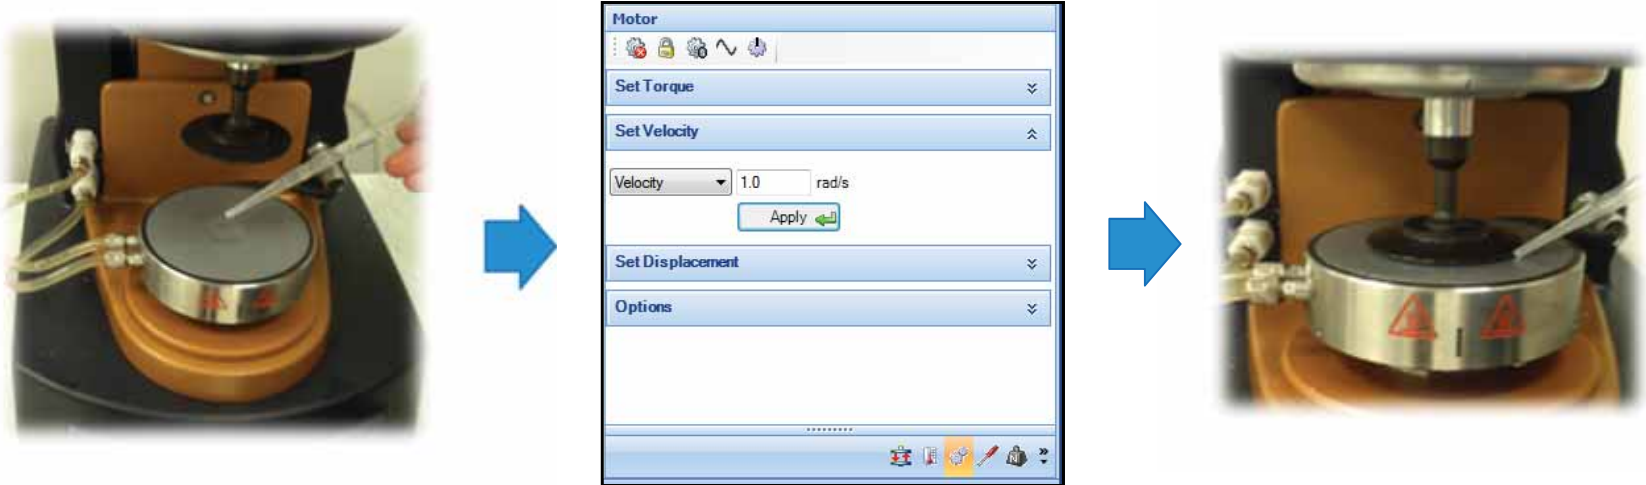 Motor
Set Torque
Set Velocity
Velocity 1.0 rad/s
Apply
Set Displacement
Options